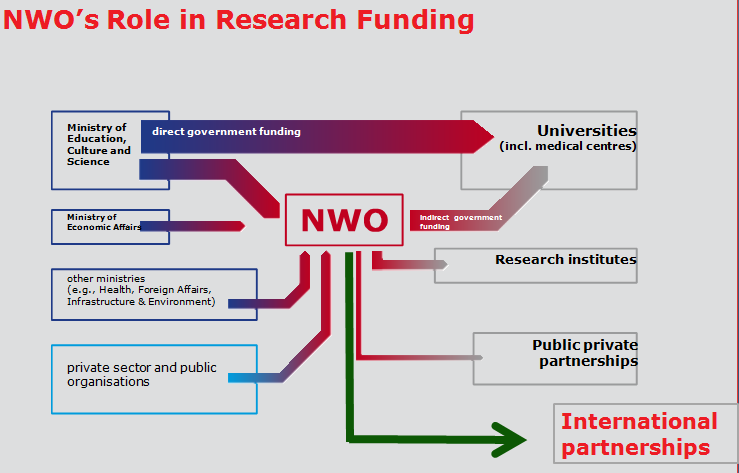 NWO’s Role in Research Funding
Ministry of
Education,
Culture and
Science
direct government funding
Universities
(incl. medical centres)
Ministry of
Economic Affairs
NWO
indirect government
funding
Research institutes
other ministries
(e.g., Health, Foreign Affairs,
Infrastructure & Environment)
Public private
partnerships
private sector and public
organisations
International
partnerships